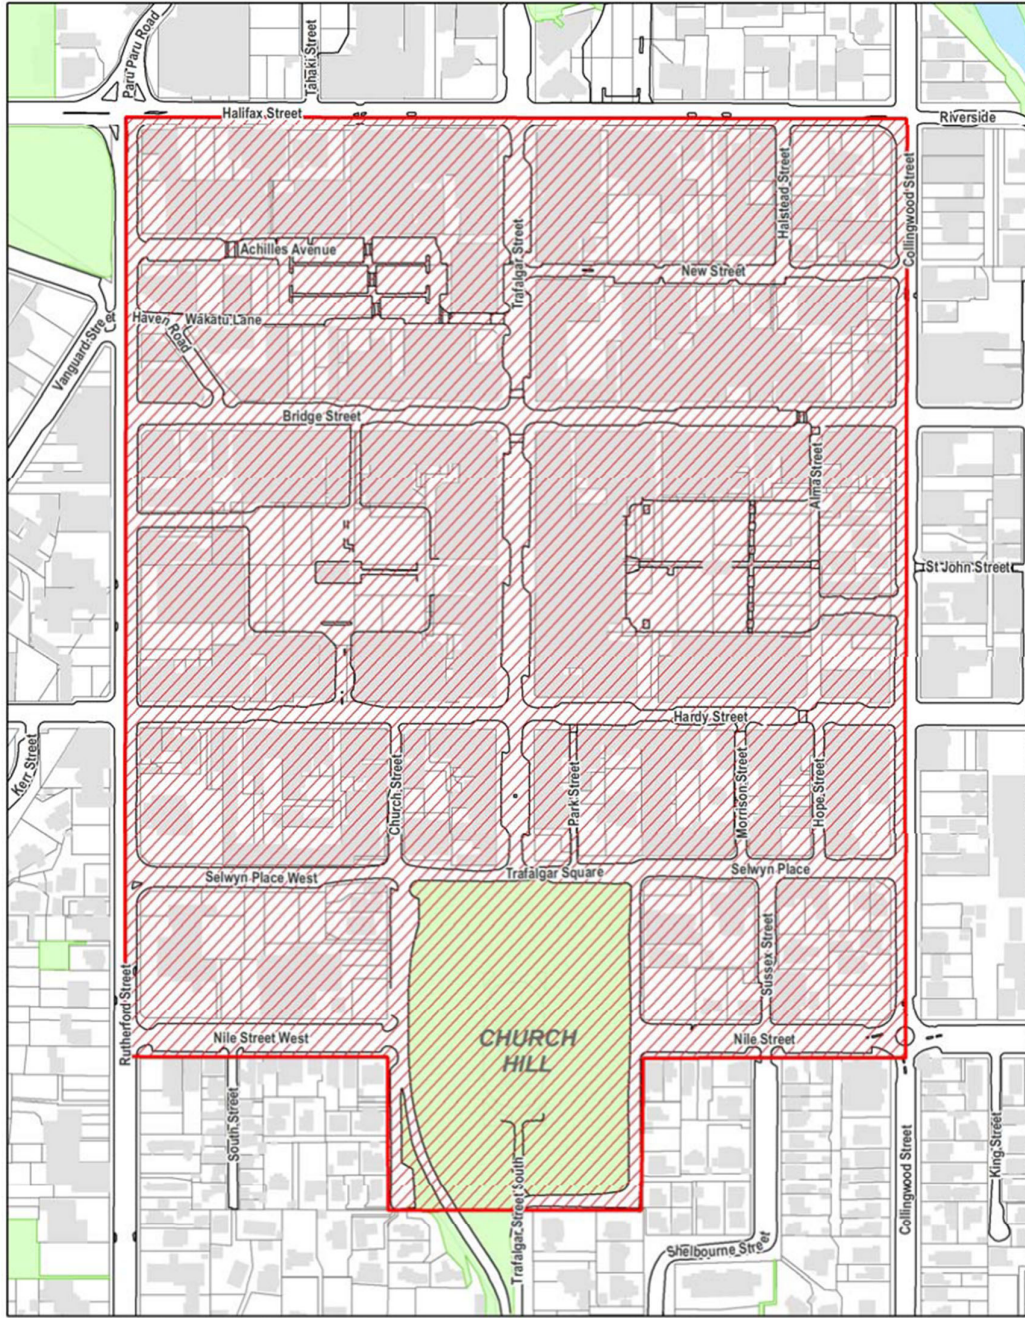 Paru Paru Road
Tahaki Street
Halifax Street
Riverside
Halstead Street
Collingwood Street
Trafalgar Street
Achilles Avenue
New Street
Haven Road
Wakatu Lane
Vanguard Street
Bridge Street
Alma Street
St John Street
Hardy Street
Kerr Street
Church Street
Park Street
Morrison Street
Hope Street
Selwyn Place West
Trafalgar Square
Selwyn Place
Rutherford Street
Sussex Street
Nile Street West
CHURCH
HILL
Nile Street
South Street
Trafalgar Street South
Collingwood Street
King Street
Shelbourne Street